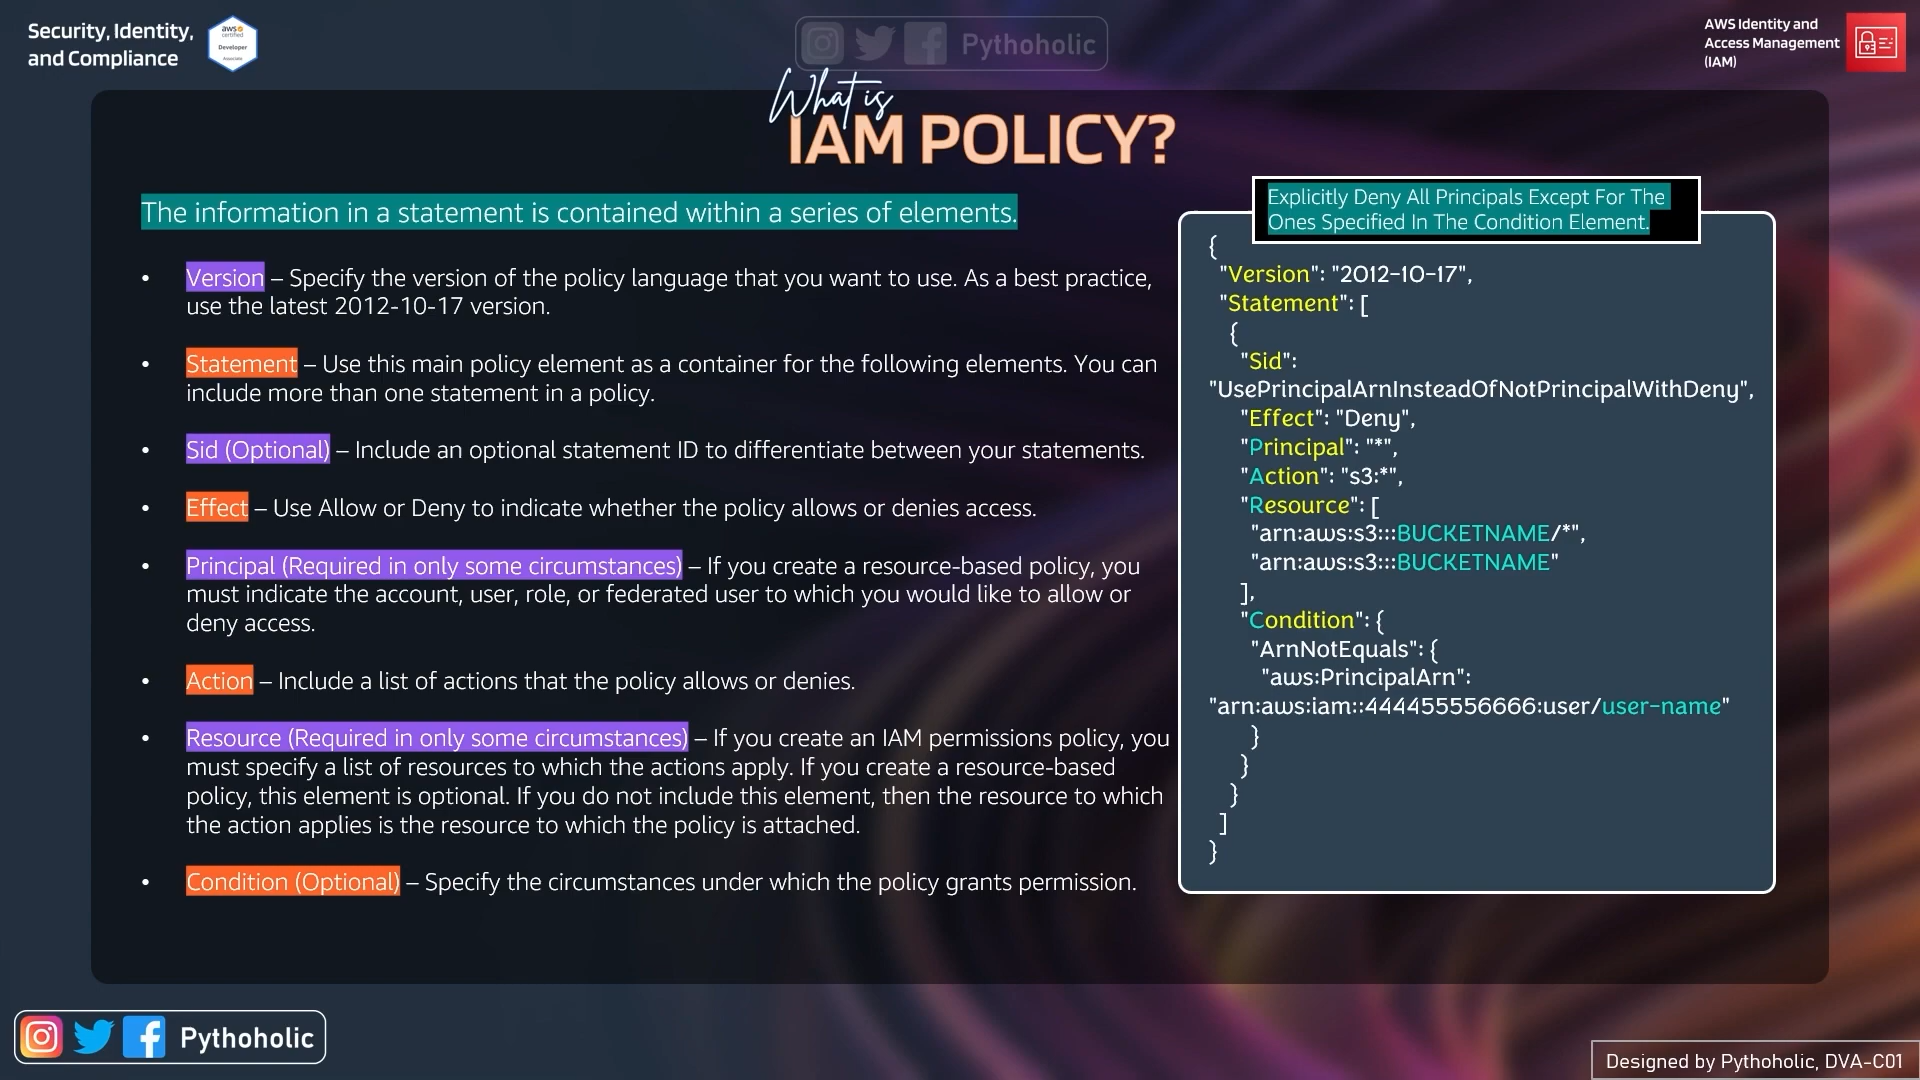 Security, Identity,
and Compliance
aws
certified
Developer
Associate
Pythoholic
AWS Identity and
Access Management
(IAM)
What is
IAM POLICY?
The information in a statement is contained within a series of elements.
• Version – Specify the version of the policy language that you want to use. As a best practice,
use the latest 2012-10-17 version.
• Statement – Use this main policy element as a container for the following elements. You can
include more than one statement in a policy.
• Sid (Optional) – Include an optional statement ID to differentiate between your statements.
• Effect – Use Allow or Deny to indicate whether the policy allows or denies access.
• Principal (Required in only some circumstances) – If you create a resource-based policy, you
must indicate the account, user, role, or federated user to which you would like to allow or
deny access.
• Action – Include a list of actions that the policy allows or denies.
• Resource (Required in only some circumstances) – If you create an IAM permissions policy, you
must specify a list of resources to which the actions apply. If you create a resource-based
policy, this element is optional. If you do not include this element, then the resource to which
the action applies is the resource to which the policy is attached.
• Condition (Optional) – Specify the circumstances under which the policy grants permission.
Explicitly Deny All Principals Except For The
Ones Specified In The Condition Element.
{
"Version": "2012-10-17",
"Statement": [
{
"Sid":
"UsePrincipalArnInsteadOfNotPrincipalWithDeny",
"Effect": "Deny",
"Principal": "*",
"Action": "s3:*",
"Resource": [
"arn:aws:s3:::BUCKETNAME/*",
"arn:aws:s3:::BUCKETNAME"
],
"Condition": {
"ArnNotEquals": {
"aws:PrincipalArn":
"arn:aws:iam::444455556666:user/user-name"
}
}
}
]
}
Pythoholic
Designed by Pythoholic, DVA-C01